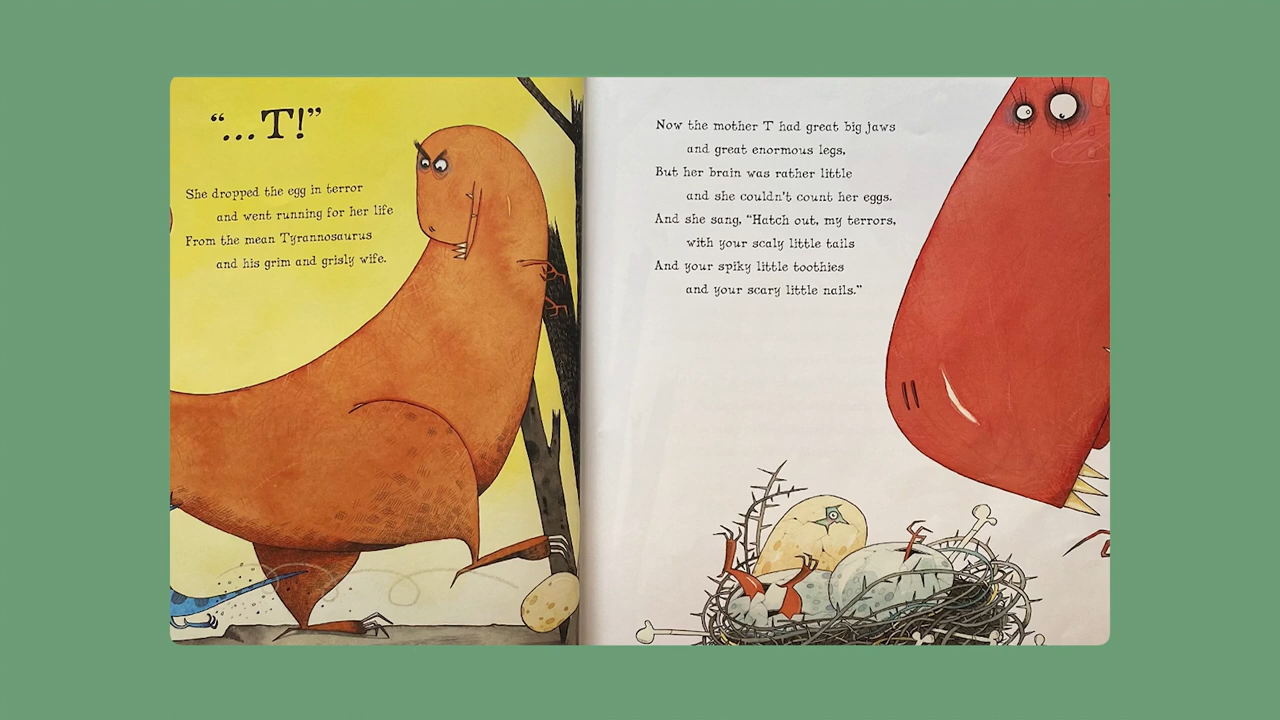 “...T!”
She dropped the egg in terror
and went running for her life
From the mean Tyrannosaurus
and his grim and grisly wife.
Now the mother T had great big jaws
and great enormous legs,
But her brain was rather little
and she couldn't count her eggs.
And she sang, “Hatch out, my terrors,
with your scaly little tails
And your spiky little toothies
and your scary little nails.”